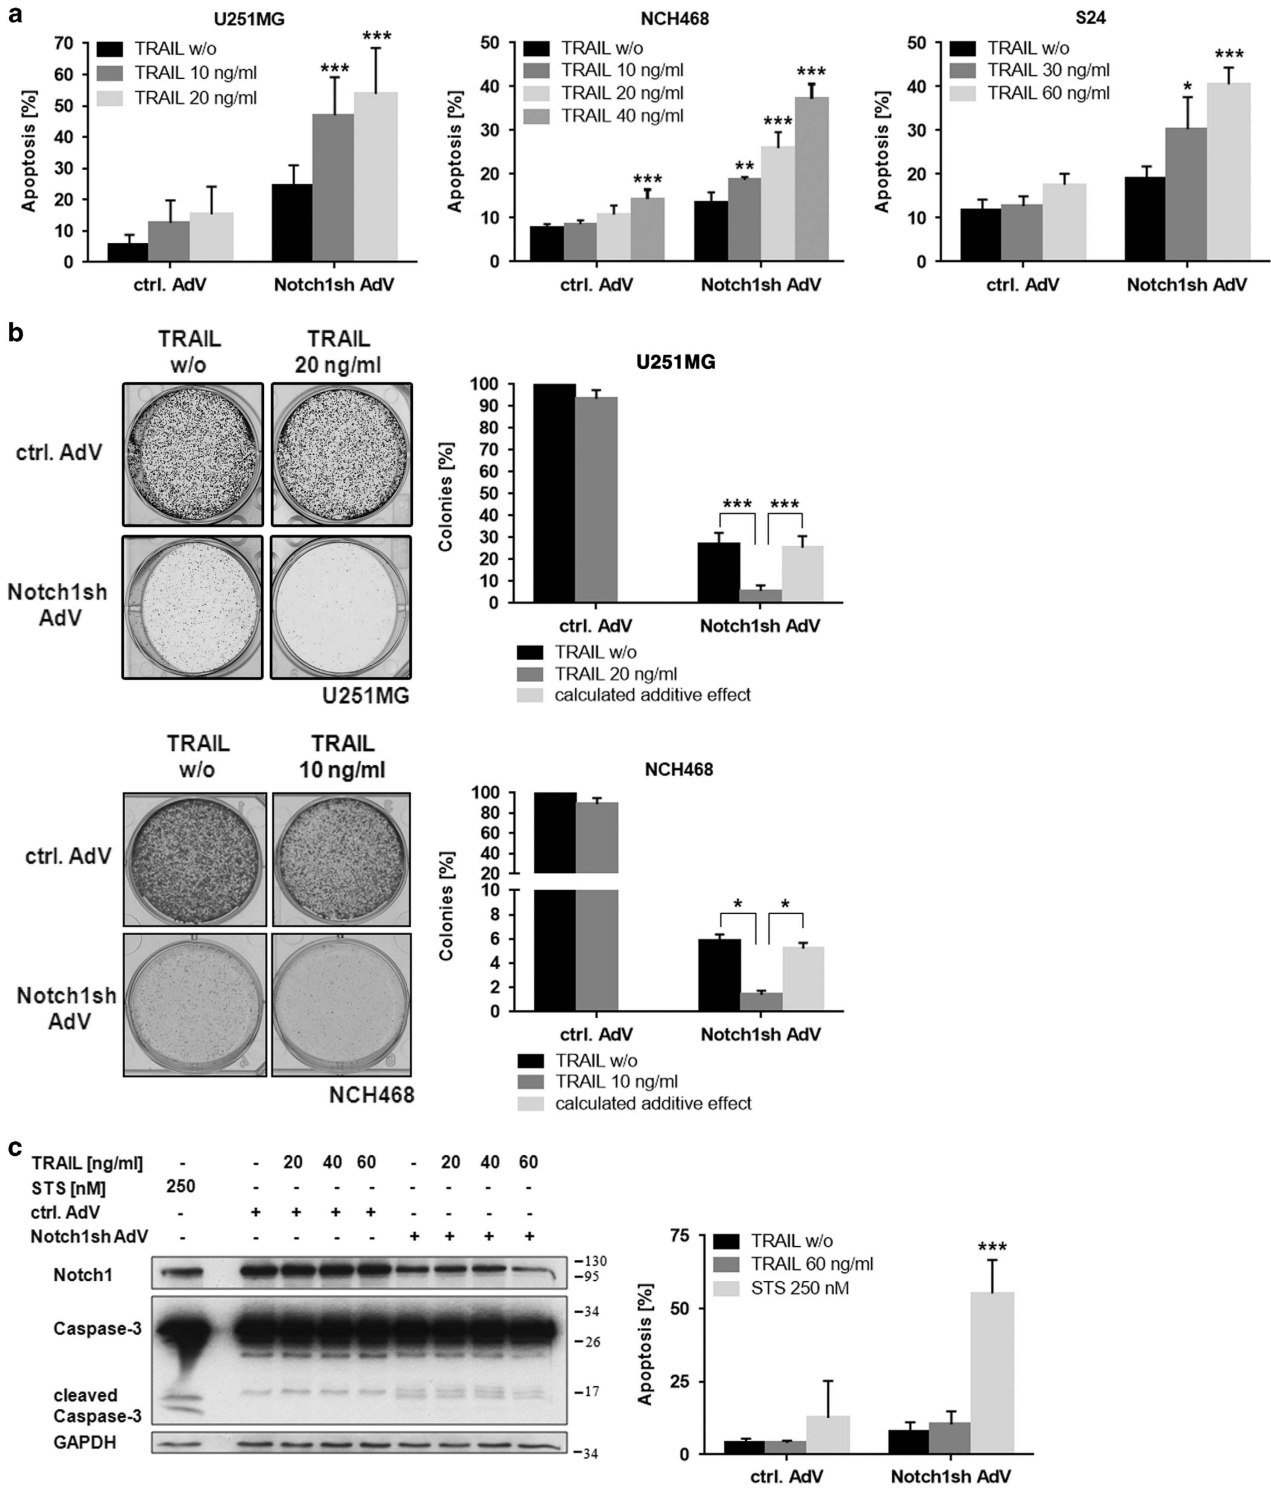 a
U251MG
TRAIL w/o
TRAIL 10 ng/ml
TRAIL 20 ng/ml
Apoptosis [%]
70
60
50
40
30
20
10
0
*** ***
ctrl. AdV Notch1sh AdV
NCH468
TRAIL w/o
TRAIL 10 ng/ml
TRAIL 20 ng/ml
TRAIL 40 ng/ml
Apoptosis [%]
50
40
30
20
10
0
*** ** *** ***
ctrl. AdV Notch1sh AdV
S24
TRAIL w/o
TRAIL 30 ng/ml
TRAIL 60 ng/ml
Apoptosis [%]
50
40
30
20
10
0
* ***
ctrl. AdV Notch1sh AdV
b
TRAIL TRAIL
w/o 20 ng/ml
ctrl. AdV
Notch1sh
AdV
U251MG
U251MG
Colonies [%]
100
90
80
70
60
50
40
30
20
10
0
*** ***
ctrl. AdV Notch1sh AdV
TRAIL w/o
TRAIL 20 ng/ml
calculated additive effect
TRAIL TRAIL
w/o 10 ng/ml
ctrl. AdV
Notch1sh
AdV
NCH468
NCH468
Colonies [%]
100
80
60
40
20
10
8
6
4
2
0
* *
ctrl. AdV Notch1sh AdV
TRAIL w/o
TRAIL 10 ng/ml
calculated additive effect
c
TRAIL [ng/ml] - - 20 40 60 - 20 40 60
STS [nM] 250 - - - - - - - -
ctrl. AdV - + + + + - - - -
Notch1sh AdV - - - - - + + + +
Notch1
-130
-95
Caspase-3
-34
-26
cleaved
Caspase-3
-17
GAPDH
-34
TRAIL w/o
TRAIL 60 ng/ml
STS 250 nM
Apoptosis [%]
75
50
25
0
***
ctrl. AdV Notch1sh AdV